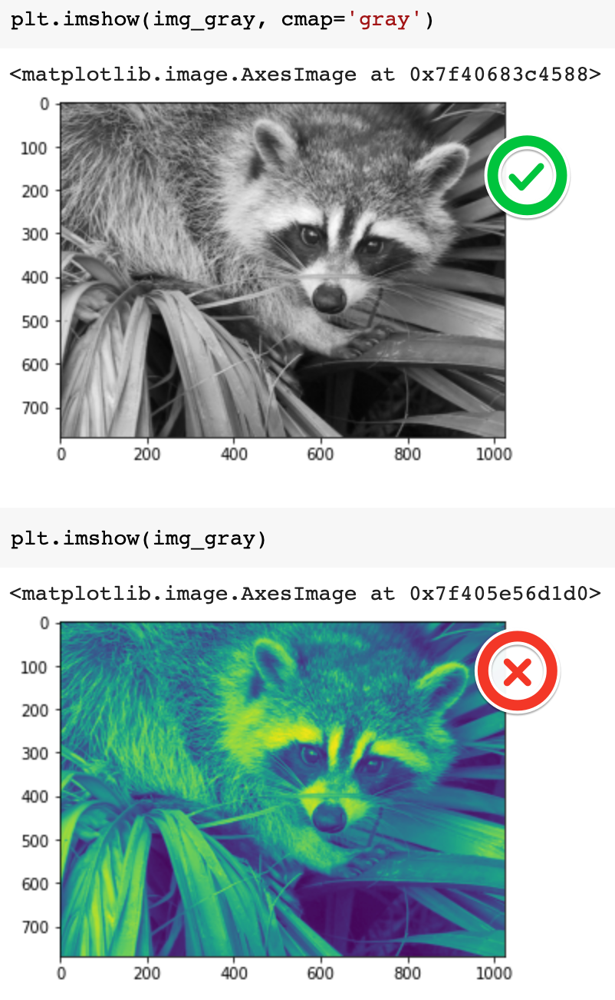 plt.imshow(img_gray, cmap='gray')
<matplotlib.image.AxesImage at 0x7f40683c4588>
0
100
200
300
400
500
600
700
0 200 400 600 800 1000
plt.imshow(img_gray)
<matplotlib.image.AxesImage at 0x7f405e56d1d0>
0
100
200
300
400
500
600
700
0 200 400 600 800 1000